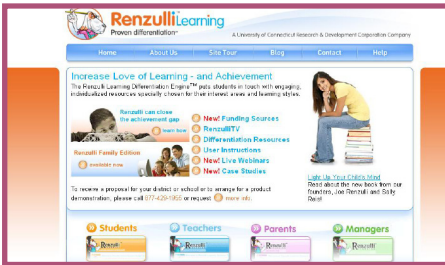 Renzulli Learning
Proven differentiation™
A University of Connecticut Research & Development Corporation Company
Home About Us Site Tour Blog Contact Help
Increase Love of Learning - and Achievement
The Renzulli Learning Differentiation Engine™ puts students in touch with engaging,
individualized resources specially chosen for their interest areas and learning styles.
Renzulli can close
the achievement gap
learn how
Renzulli Family Edition
available now
New! Funding Sources
RenzulliTV
Differentiation Resources
User Instructions
New! Live Webinars
New! Case Studies
To receive a proposal for your district or school or to arrange for a product
demonstration, please call 877-429-1955 or request more info.
Light Up Your Child's Mind
Read about the new book from our
founders, Joe Renzulli and Sally
Reis!
Students Teachers Parents Managers
Renzulli Renzulli Renzulli Renzulli